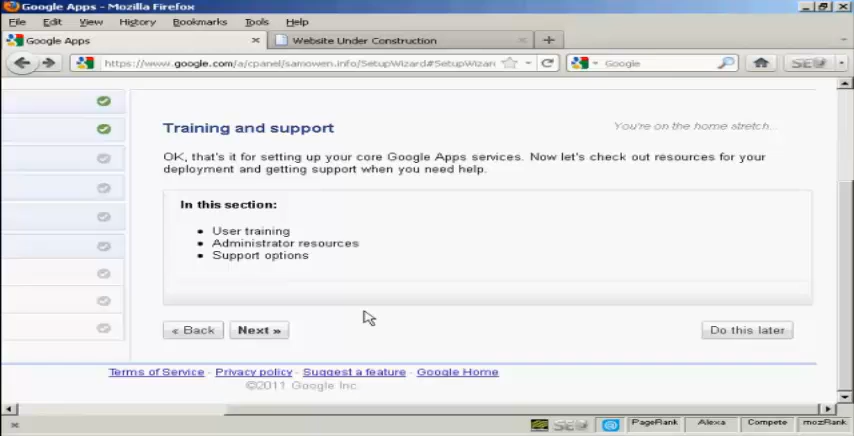 Google Apps - Mozilla Firefox
File Edit View History Bookmarks Tools Help
Google Apps Website Under Construction
https://www.google.com/a/cpanel/samowen.info/SetupWizard#SetupWizar Google SEO
Training and support
You're on the home stretch...
OK, that's it for setting up your core Google Apps services. Now let's check out resources for your
deployment and getting support when you need help.
In this section:
• User training
• Administrator resources
• Support options
« Back Next » Do this later
Terms of Service - Privacy policy - Suggest a feature - Google Home
©2011 Google Inc.
SEO PageRank Alexa Compete mozRank